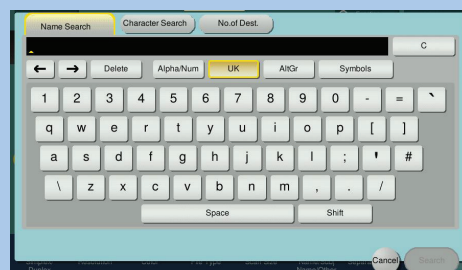 Name Search Character Search No.of Dest.
C
← → Delete Alpha/Num UK AltGr Symbols
1 2 3 4 5 6 7 8 9 0 - = `
q w e r t y u i o p [ ]
a s d f g h j k l ; ' #
\ z x c v b n m , . /
Space Shift
Cancel Search